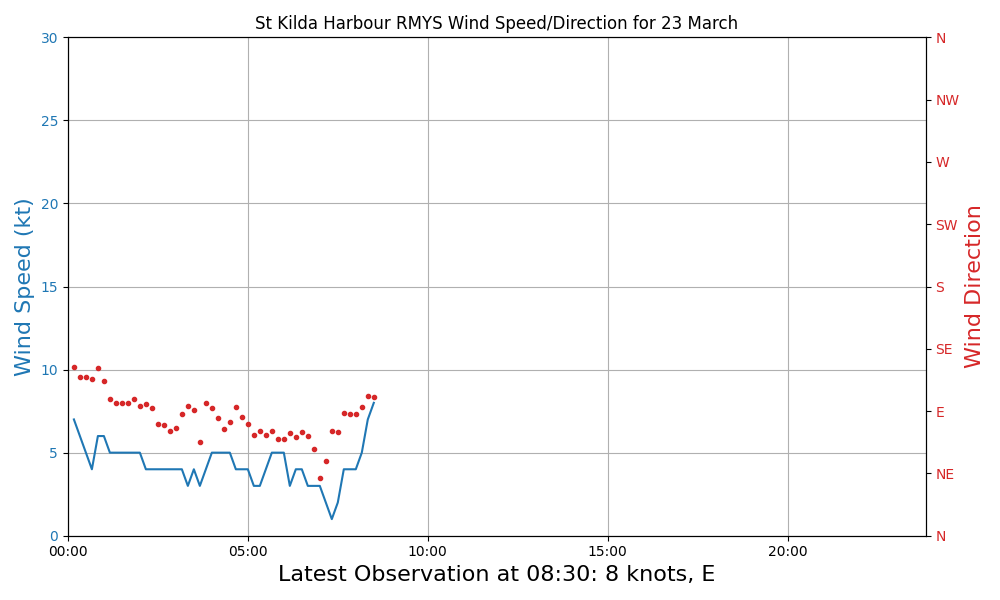 St Kilda Harbour RMYS Wind Speed/Direction for 23 March
Wind Speed (kt)
30
25
20
15
10
5
0
00:00
05:00
10:00
15:00
20:00
N
NW
W
SW
S
SE
E
NE
N
Wind Direction
Latest Observation at 08:30: 8 knots, E